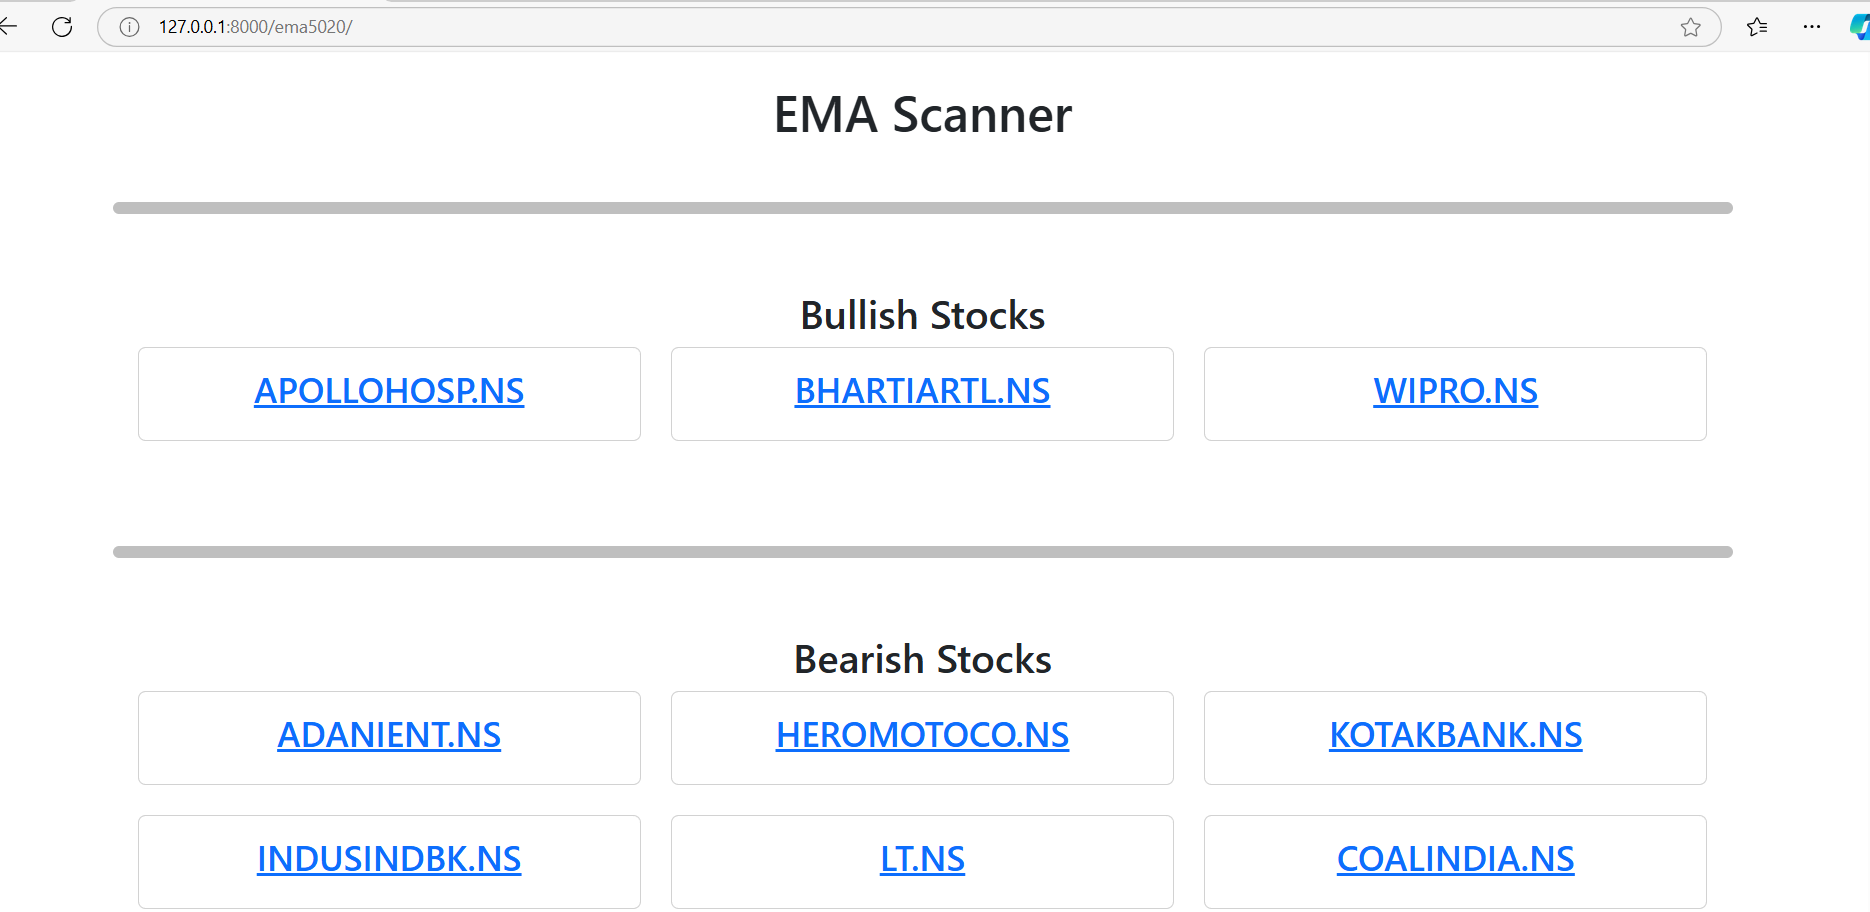 127.0.0.1:8000/ema5020/
EMA Scanner
Bullish Stocks
APOLLOHOSP.NS
BHARTIARTL.NS
WIPRO.NS
Bearish Stocks
ADANIENT.NS
HEROMOTOCO.NS
KOTAKBANK.NS
INDUSINDBK.NS
LT.NS
COALINDIA.NS